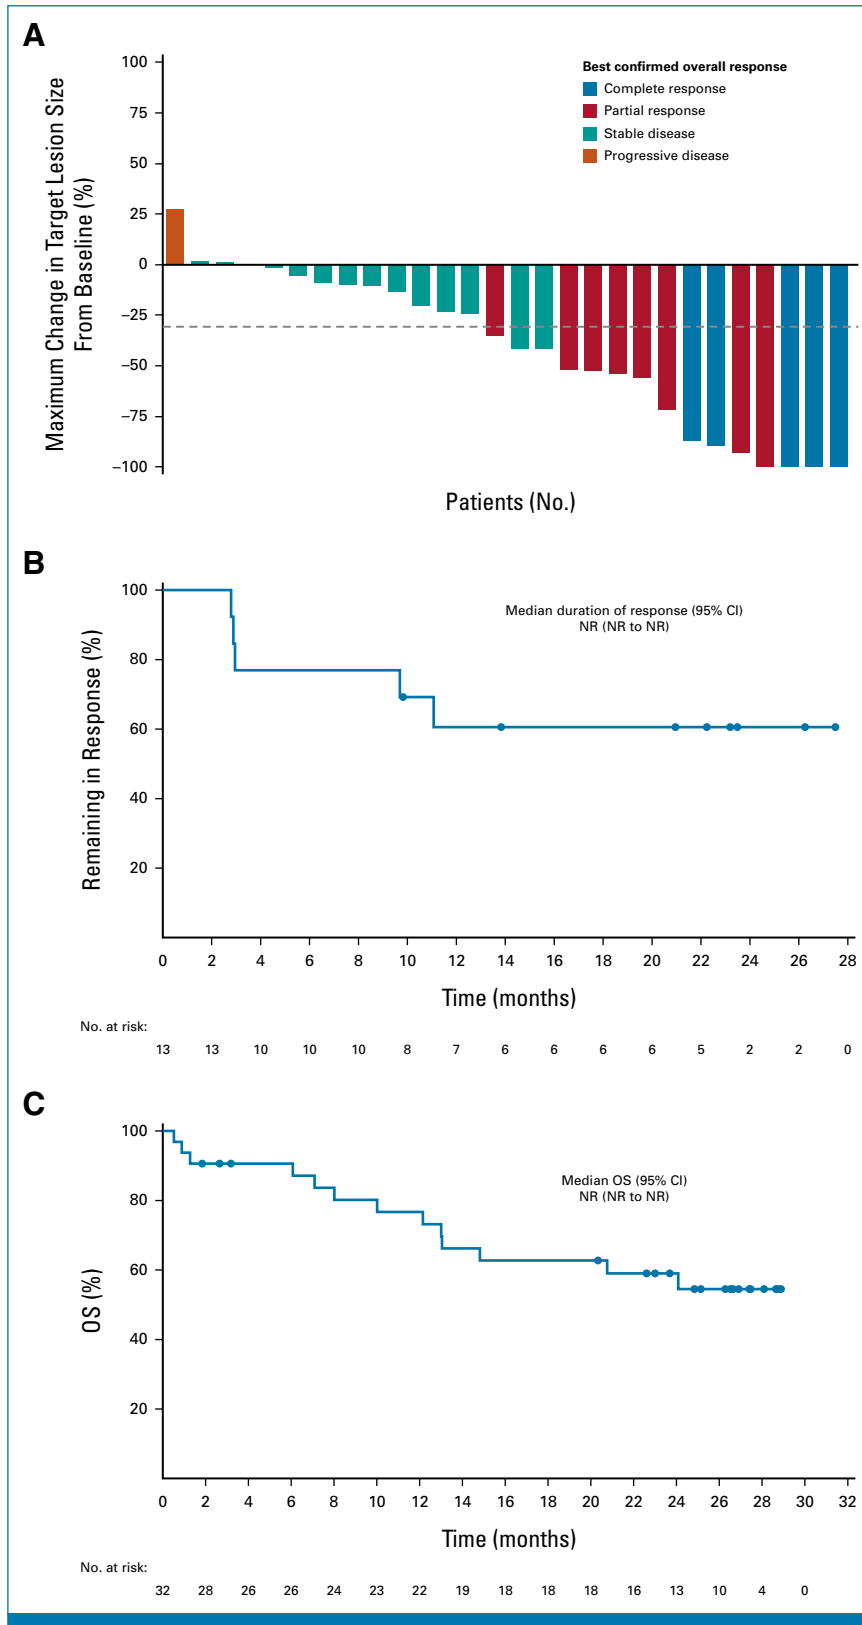 A
Maximum Change in Target Lesion Size
From Baseline (%)
100
75
50
25
0
–25
–50
–75
–100
Best confirmed overall response
Complete response
Partial response
Stable disease
Progressive disease
Patients (No.)
B
Remaining in Response (%)
100
80
60
40
20
Median duration of response (95% CI)
NR (NR to NR)
0 2 4 6 8 10 12 14 16 18 20 22 24 26 28
Time (months)
No. at risk:
13 13 10 10 10 8 7 6 6 6 6 5 2 2 0
C
OS (%)
100
80
60
40
20
Median OS (95% CI)
NR (NR to NR)
0 2 4 6 8 10 12 14 16 18 20 22 24 26 28 30 32
Time (months)
No. at risk:
32 28 26 26 24 23 22 19 18 18 18 16 13 10 4 0